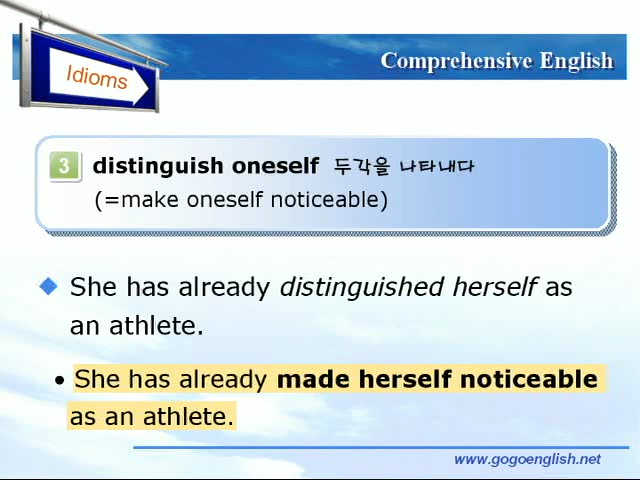 Idioms
Comprehensive English
3 distinguish oneself 두각을 나타내다
(=make oneself noticeable)
She has already distinguished herself as
an athlete.
• She has already made herself noticeable
as an athlete.
www.gogoenglish.net